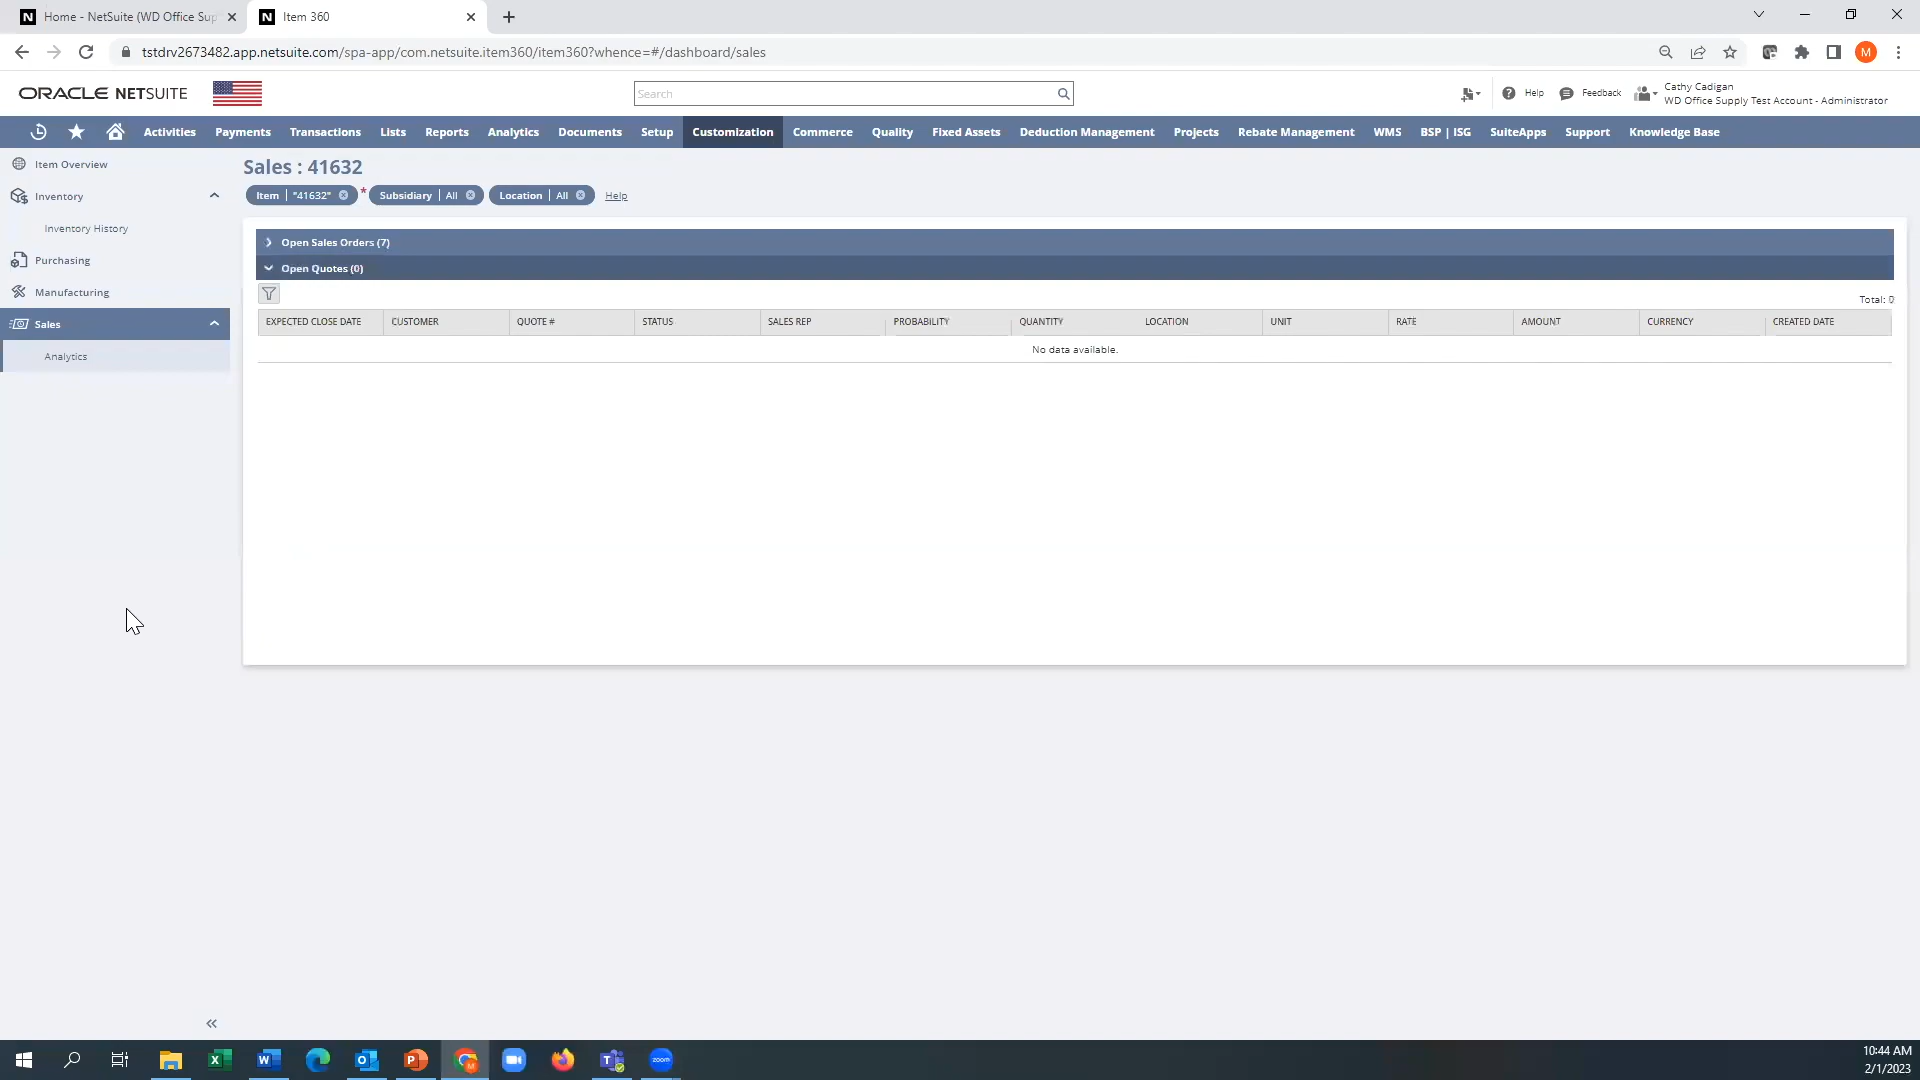 Home - NetSuite (WD Office Sup
Item 360
tstdrv2673482.app.netsuite.com/spa-app/com.netsuite.item360/item360?whence=#/dashboard/sales
M
ORACLE NETSUITE
Search
Help
Feedback
Cathy Cadigan
WD Office Supply Test Account - Administrator
Activities Payments Transactions Lists Reports Analytics Documents Setup Customization Commerce Quality Fixed Assets Deduction Management Projects Rebate Management WMS BSP | ISG SuiteApps Support Knowledge Base
Item Overview
Inventory
Inventory History
Purchasing
Manufacturing
Sales
Analytics
Sales : 41632
Item | "41632" * Subsidiary | All Location | All Help
Open Sales Orders (7)
Open Quotes (0)
Total: 0
EXPECTED CLOSE DATE CUSTOMER QUOTE # STATUS SALES REP PROBABILITY QUANTITY LOCATION UNIT RATE AMOUNT CURRENCY CREATED DATE
No data available.
10:44 AM
2/1/2023